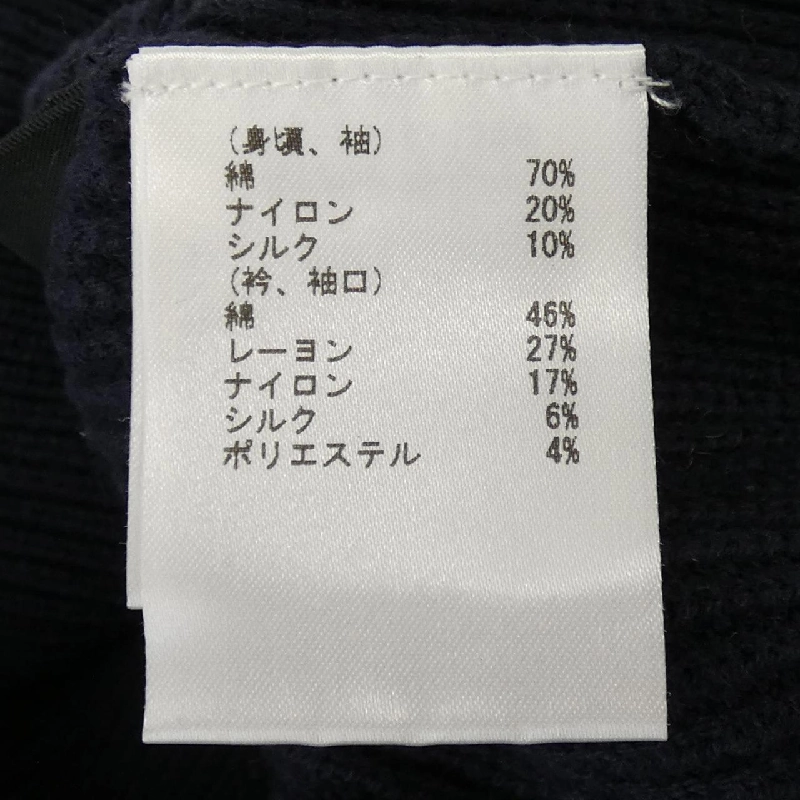 (身頃、袖)
綿 70%
ナイロン 20%
シルク 10%
(衿、袖口)
綿 46%
レーヨン 27%
ナイロン 17%
シルク 6%
ポリエステル 4%